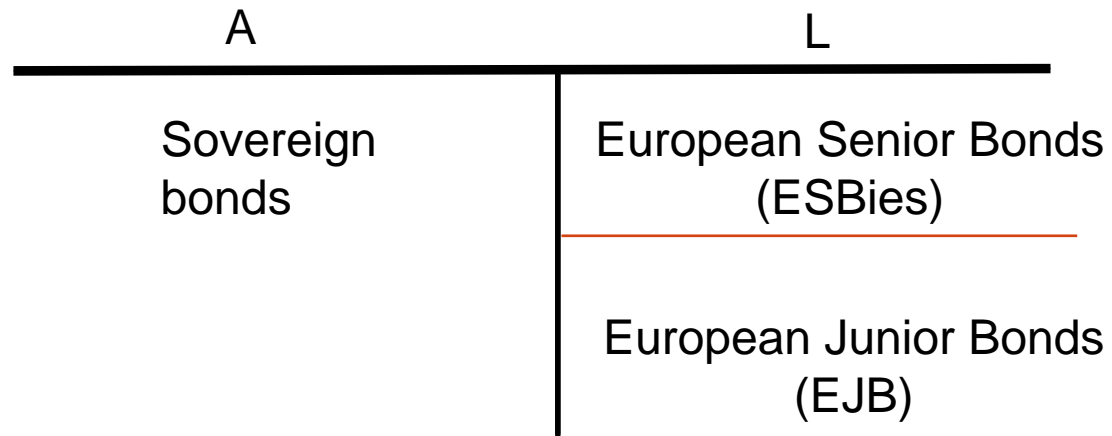 A
L
Sovereign
bonds
European Senior Bonds
(ESBies)
European Junior Bonds
(EJB)